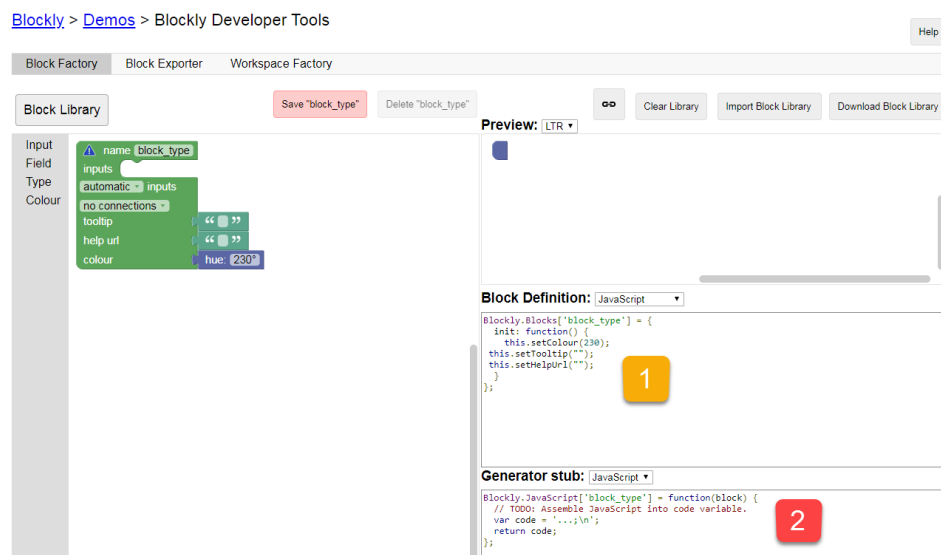 Blockly > Demos > Blockly Developer Tools
Help
Block Factory Block Exporter Workspace Factory
Block Library
Save "block_type"
Delete "block_type"
Clear Library
Import Block Library
Download Block Library
Input
Field
Type
Colour
name block_type
inputs
automatic inputs
no connections
tooltip “ ”
help url “ ”
colour hue: 230°
Preview: LTR
Block Definition: JavaScript
Blockly.Blocks['block_type'] = {
init: function() {
this.setColour(230);
this.setTooltip("");
this.setHelpUrl("");
}
};
1
Generator stub: JavaScript
Blockly.JavaScript['block_type'] = function(block) {
// TODO: Assemble JavaScript into code variable.
var code = '...;\n';
return code;
};
2